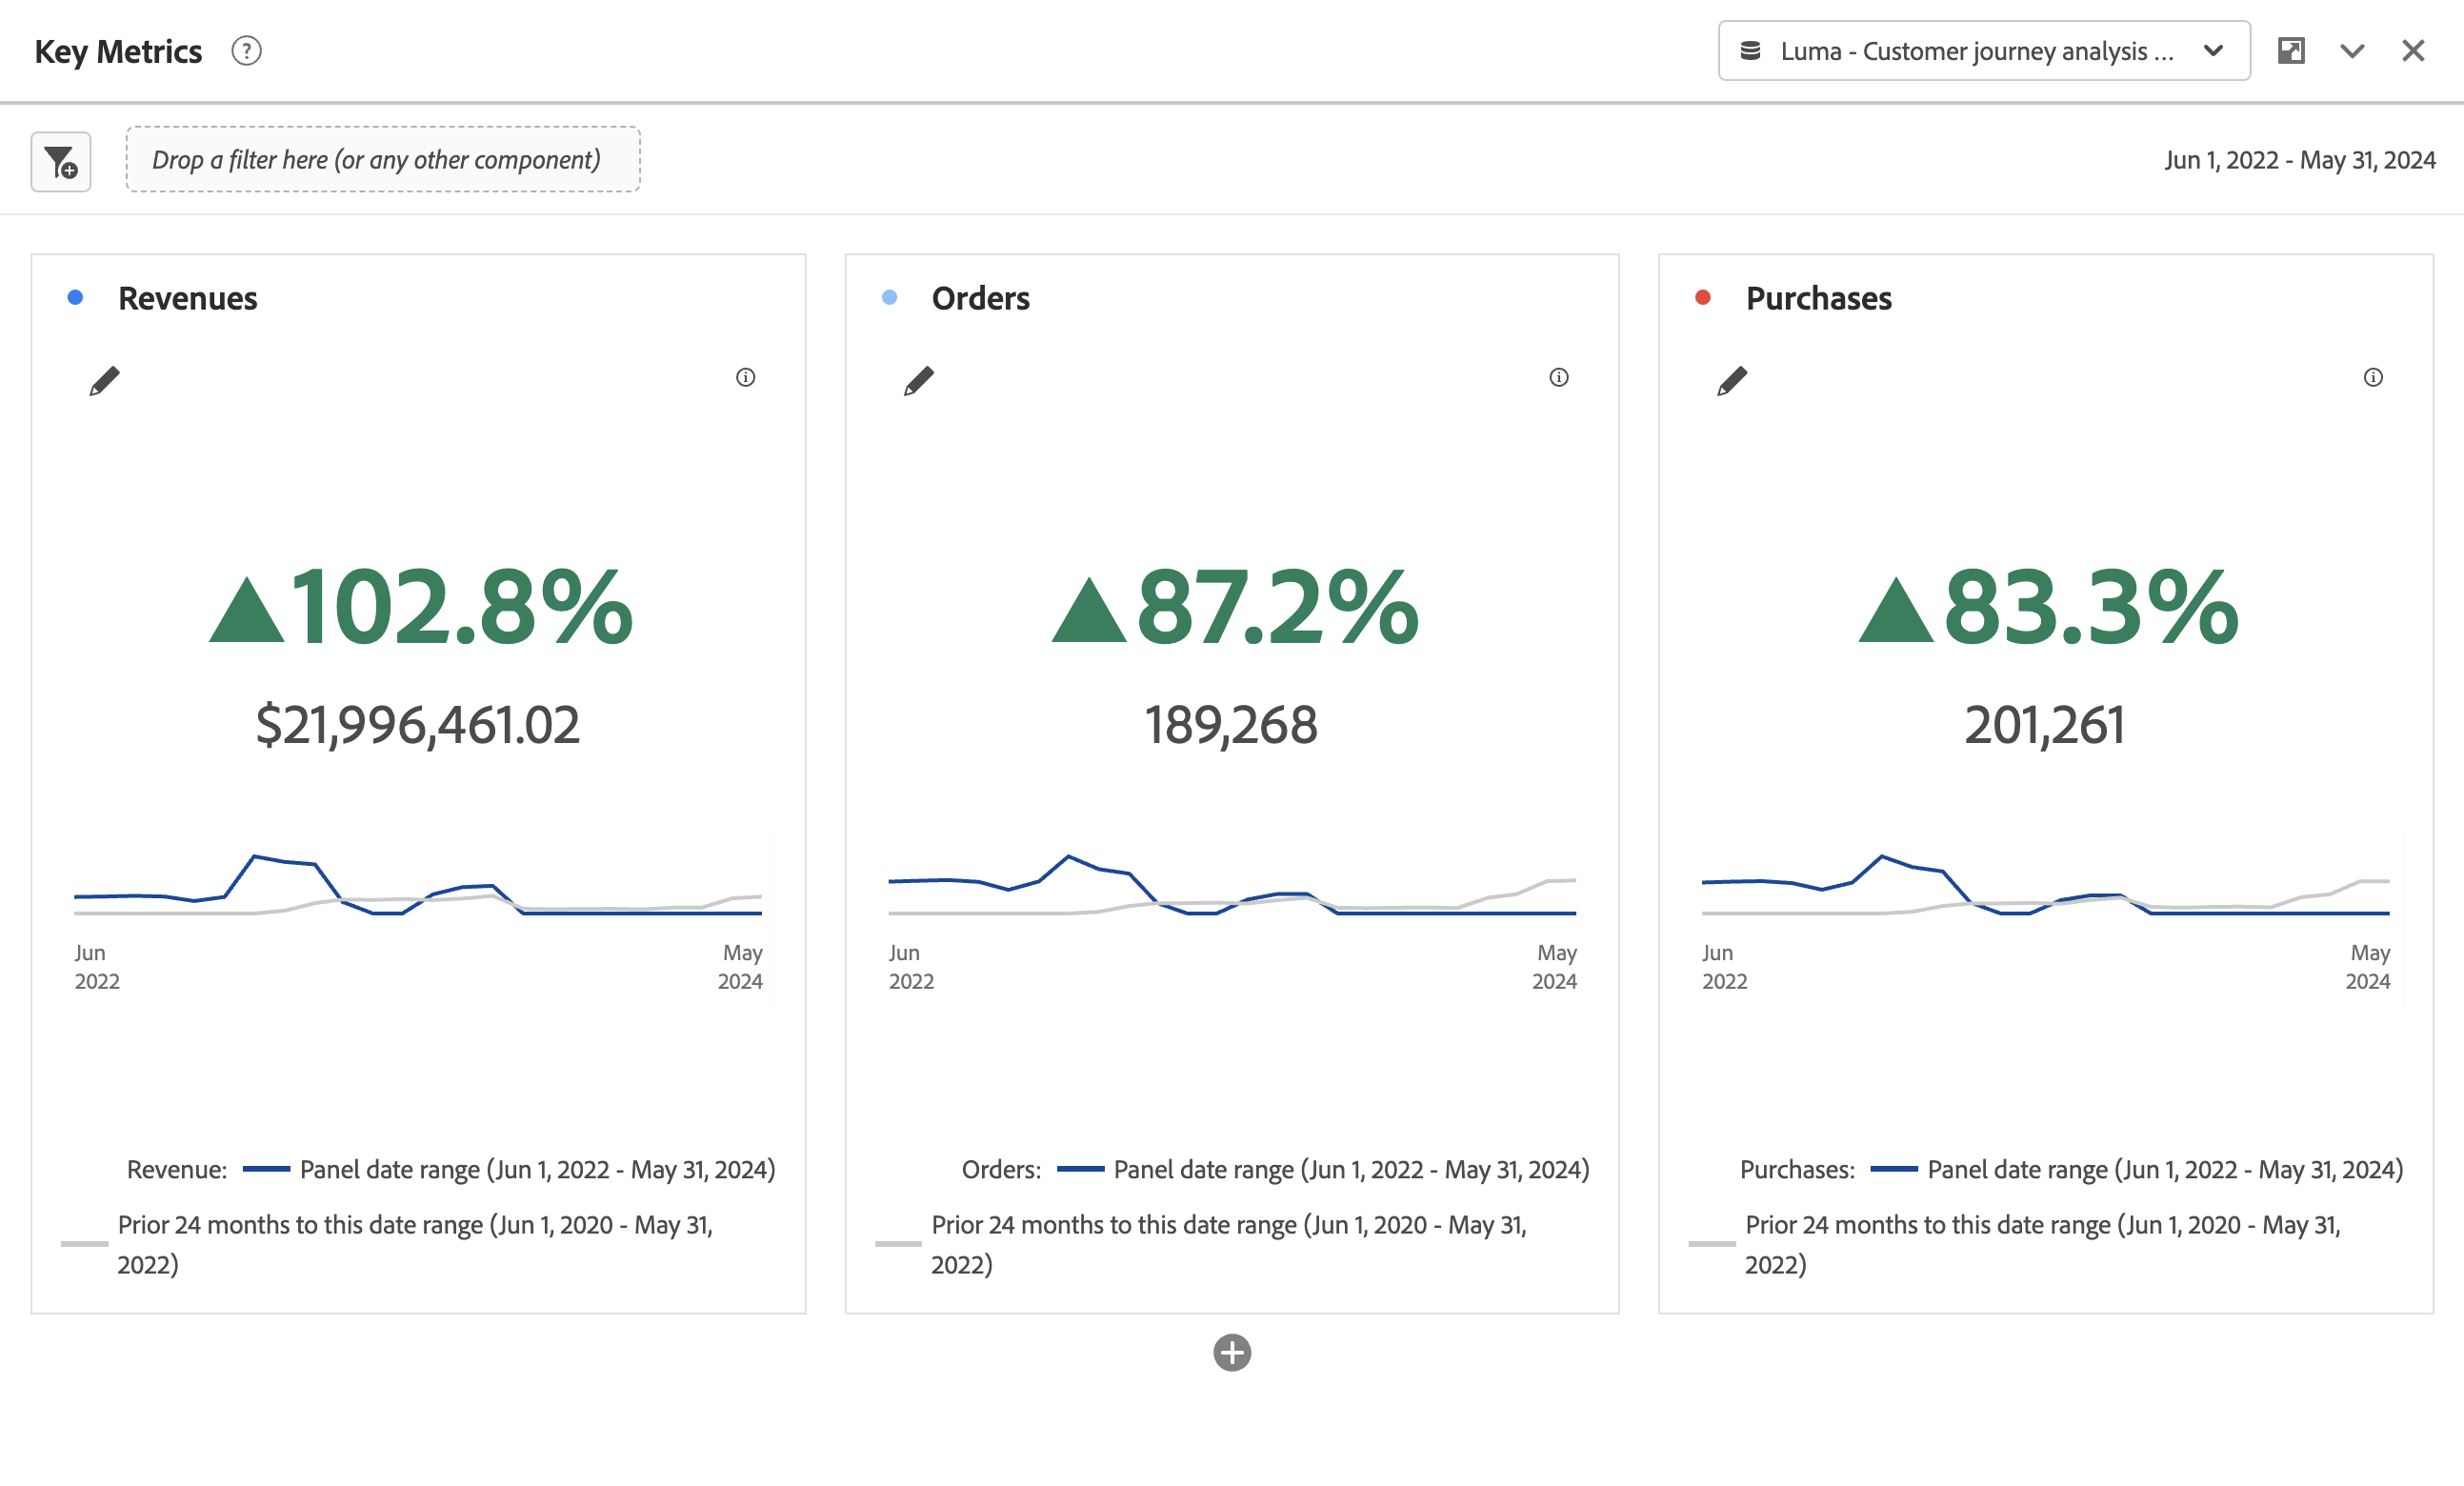 Key Metrics ?
Luma - Customer journey analysis ...
Drop a filter here (or any other component)
Jun 1, 2022 - May 31, 2024
Revenues
▲102.8%
$21,996,461.02
Jun
2022
May
2024
Revenue: Panel date range (Jun 1, 2022 - May 31, 2024)
Prior 24 months to this date range (Jun 1, 2020 - May 31,
2022)
Orders
▲87.2%
189,268
Jun
2022
May
2024
Orders: Panel date range (Jun 1, 2022 - May 31, 2024)
Prior 24 months to this date range (Jun 1, 2020 - May 31,
2022)
Purchases
▲83.3%
201,261
Jun
2022
May
2024
Purchases: Panel date range (Jun 1, 2022 - May 31, 2024)
Prior 24 months to this date range (Jun 1, 2020 - May 31,
2022)